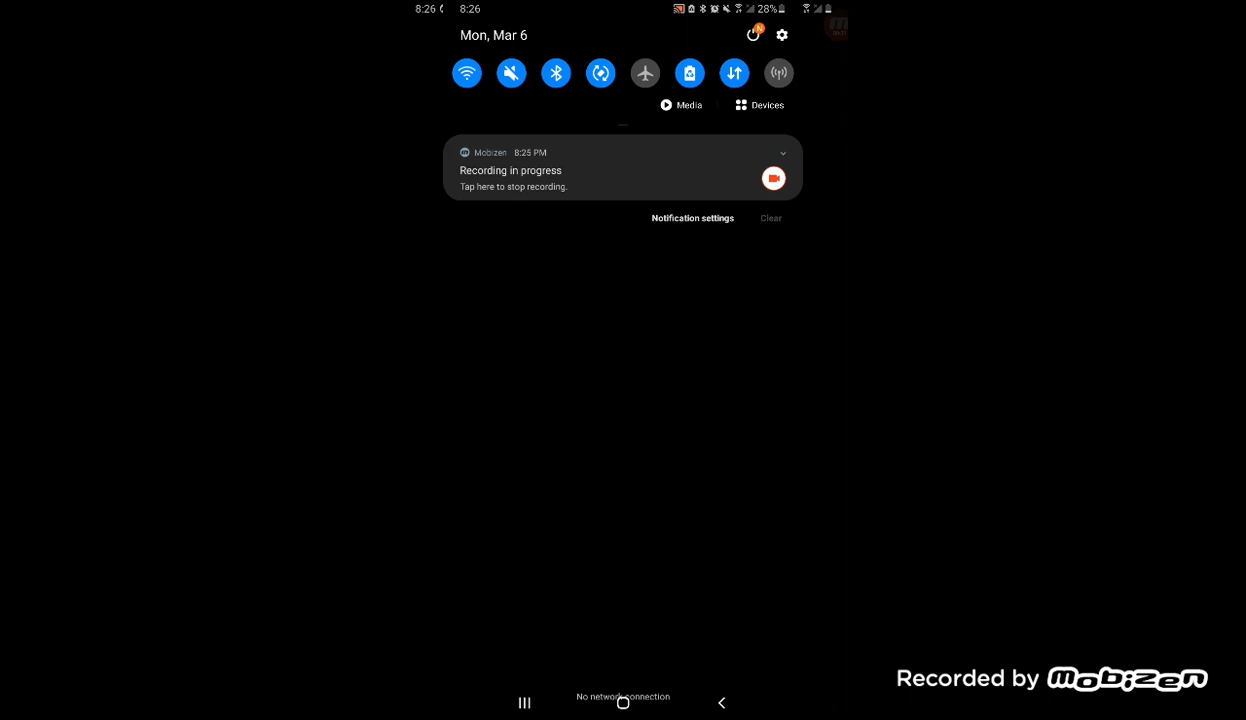 8:26 8:26 28%
Mon, Mar 6 N
Media Devices
Mobizen 8:25 PM
Recording in progress
Tap here to stop recording.
Notification settings Clear
Recorded by mobizen
No network connection